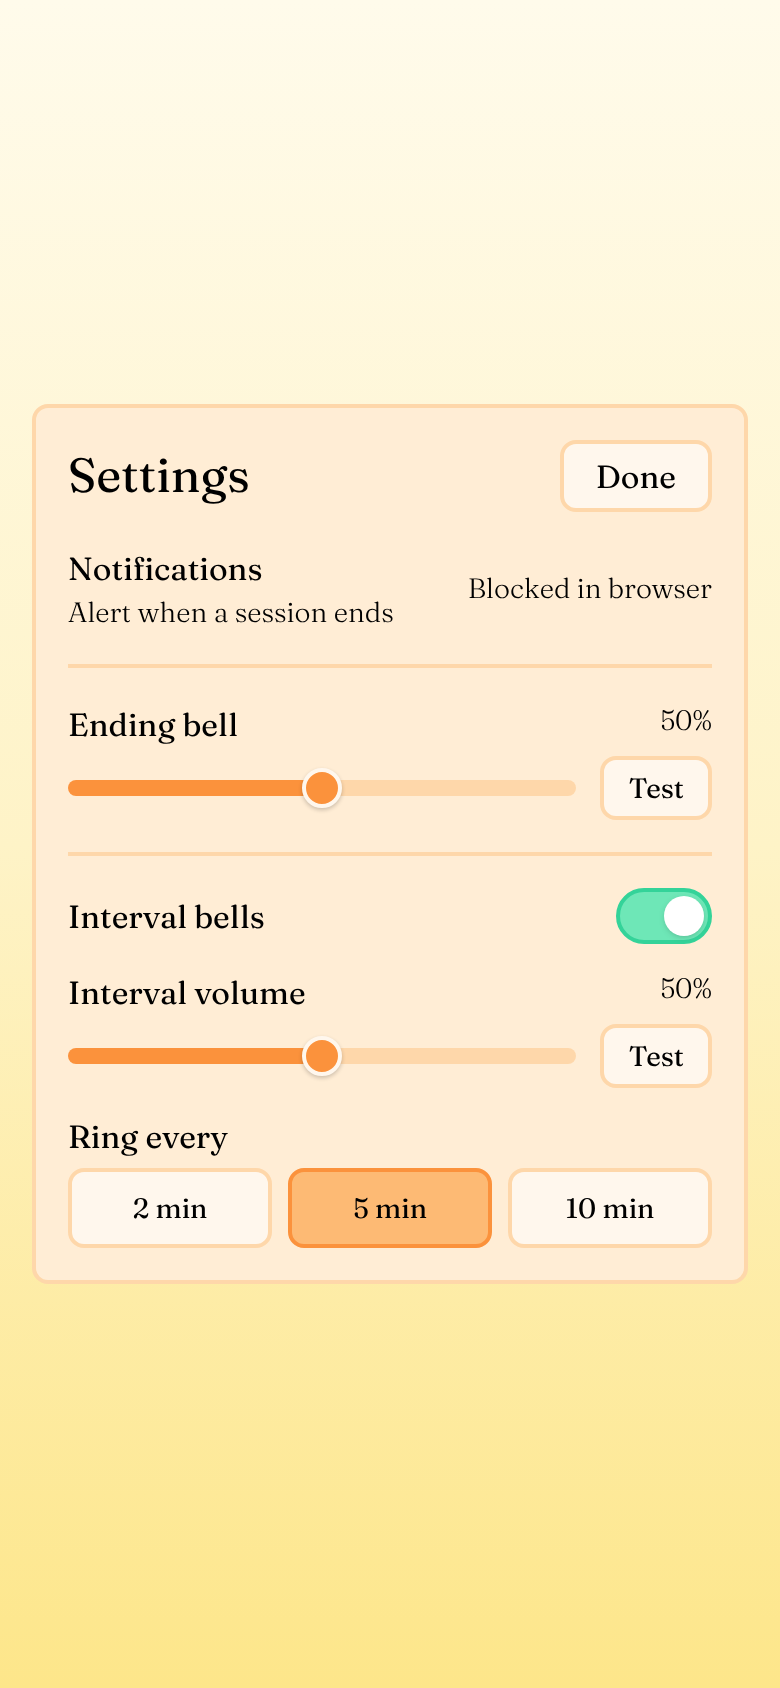 Settings
Done
Notifications
Alert when a session ends
Blocked in browser
Ending bell
50%
Test
Interval bells
Interval volume
50%
Test
Ring every
2 min
5 min
10 min